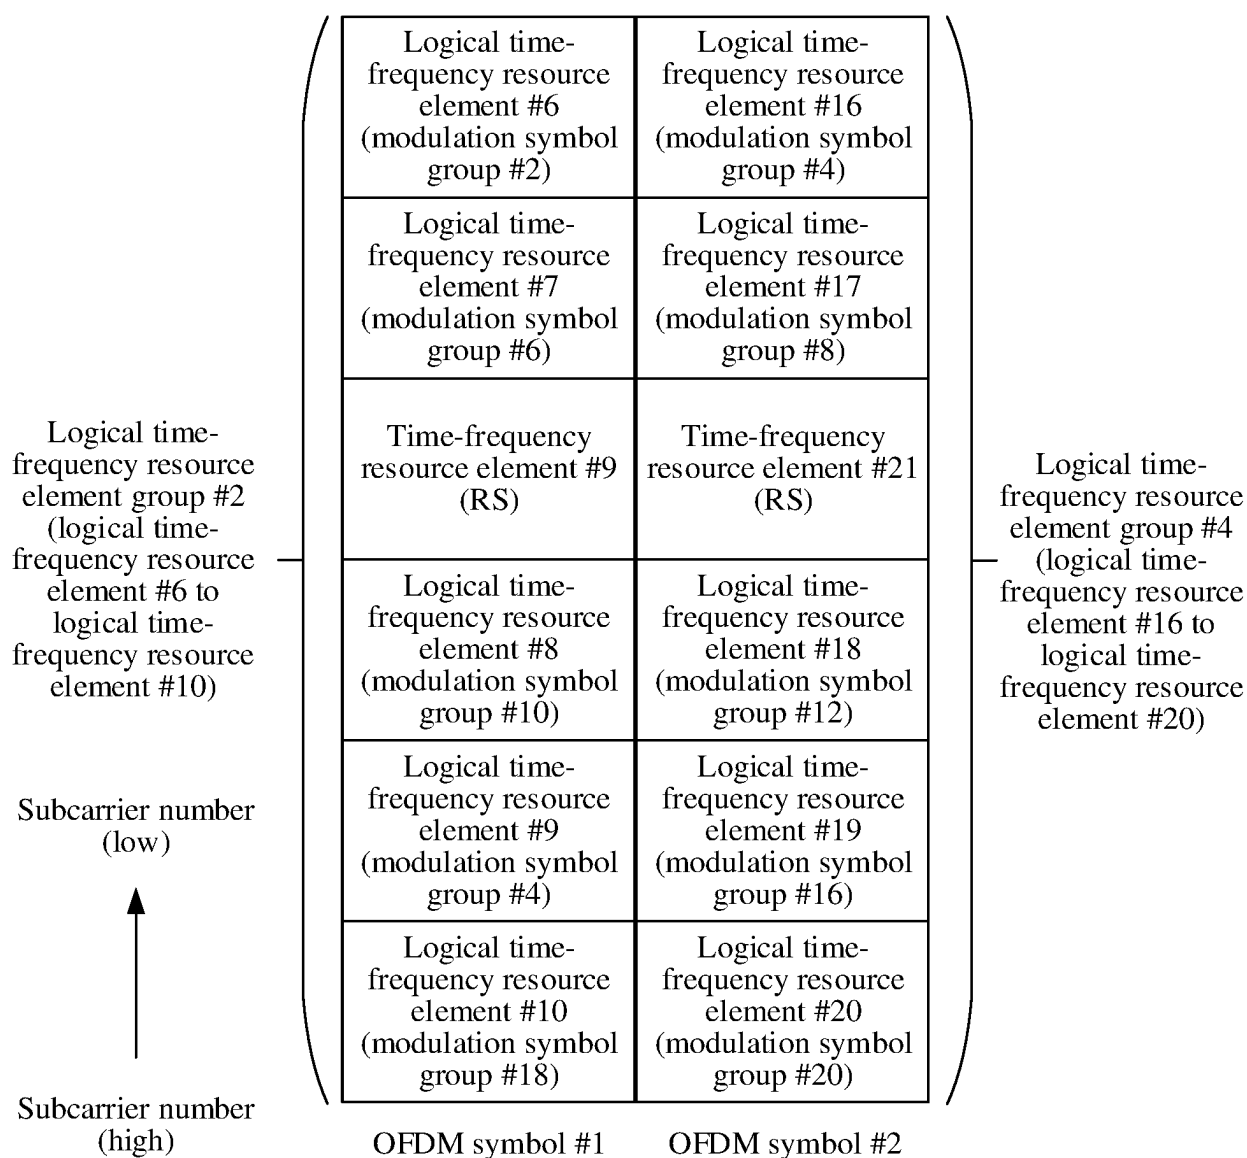 Logical time-
frequency resource
element #6
(modulation symbol
group #2)
Logical time-
frequency resource
element #16
(modulation symbol
group #4)
Logical time-
frequency resource
element #7
(modulation symbol
group #6)
Logical time-
frequency resource
element #17
(modulation symbol
group #8)
Logical time-
frequency resource
element group #2
(logical time-
frequency resource
element #6 to
logical time-
frequency resource
element #10)
Time-frequency
resource element #9
(RS)
Time-frequency
resource element #21
(RS)
Logical time-
frequency resource
element group #4
(logical time-
frequency resource
element #16 to
logical time-
frequency resource
element #20)
Logical time-
frequency resource
element #8
(modulation symbol
group #10)
Logical time-
frequency resource
element #18
(modulation symbol
group #12)
Logical time-
frequency resource
element #9
(modulation symbol
group #4)
Logical time-
frequency resource
element #19
(modulation symbol
group #16)
Subcarrier number
(low)
Logical time-
frequency resource
element #10
(modulation symbol
group #18)
Logical time-
frequency resource
element #20
(modulation symbol
group #20)
Subcarrier number
(high)
OFDM symbol #1
OFDM symbol #2